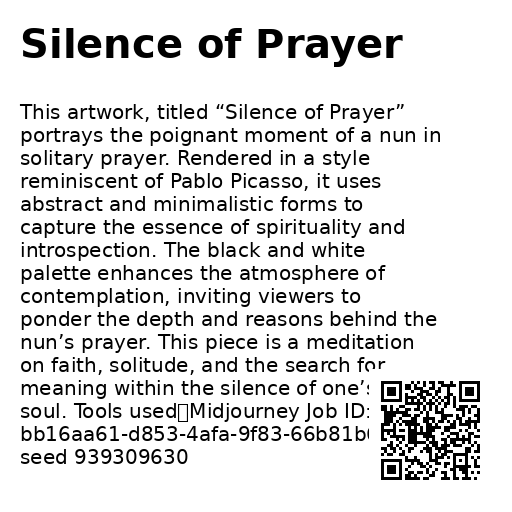 Silence of Prayer
This artwork, titled “Silence of Prayer”
portrays the poignant moment of a nun in
solitary prayer. Rendered in a style
reminiscent of Pablo Picasso, it uses
abstract and minimalistic forms to
capture the essence of spirituality and
introspection. The black and white
palette enhances the atmosphere of
contemplation, inviting viewers to
ponder the depth and reasons behind the
nun’s prayer. This piece is a meditation
on faith, solitude, and the search for
meaning within the silence of one’s
soul. Tools used▯Midjourney Job ID:
bb16aa61-d853-4afa-9f83-66b81b
seed 939309630